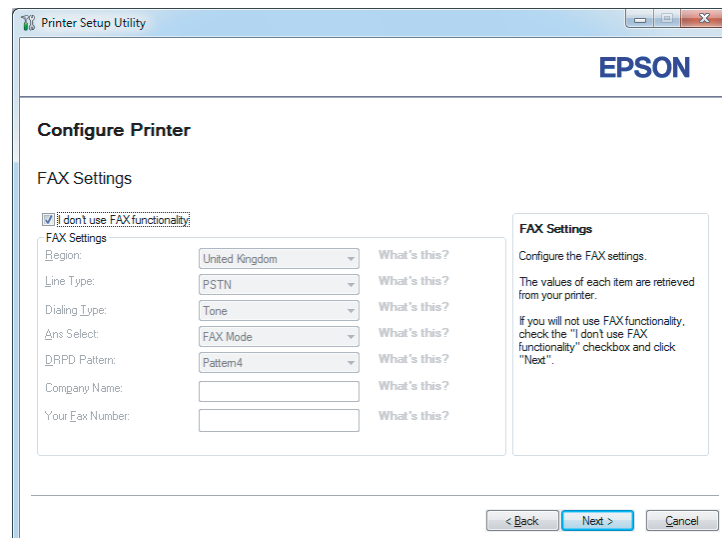 Printer Setup Utility
EPSON
Configure Printer
FAX Settings
I don't use FAX functionality
FAX Settings
Region: United Kingdom What's this?
Line Type: PSTN What's this?
Dialing Type: Tone What's this?
Ans Select: FAX Mode What's this?
DRPD Pattern: Pattern4 What's this?
Company Name: What's this?
Your Fax Number: What's this?
FAX Settings
Configure the FAX settings.
The values of each item are retrieved
from your printer.
If you will not use FAX functionality,
check the "I don't use FAX
functionality" checkbox and click
"Next".
< Back Next > Cancel